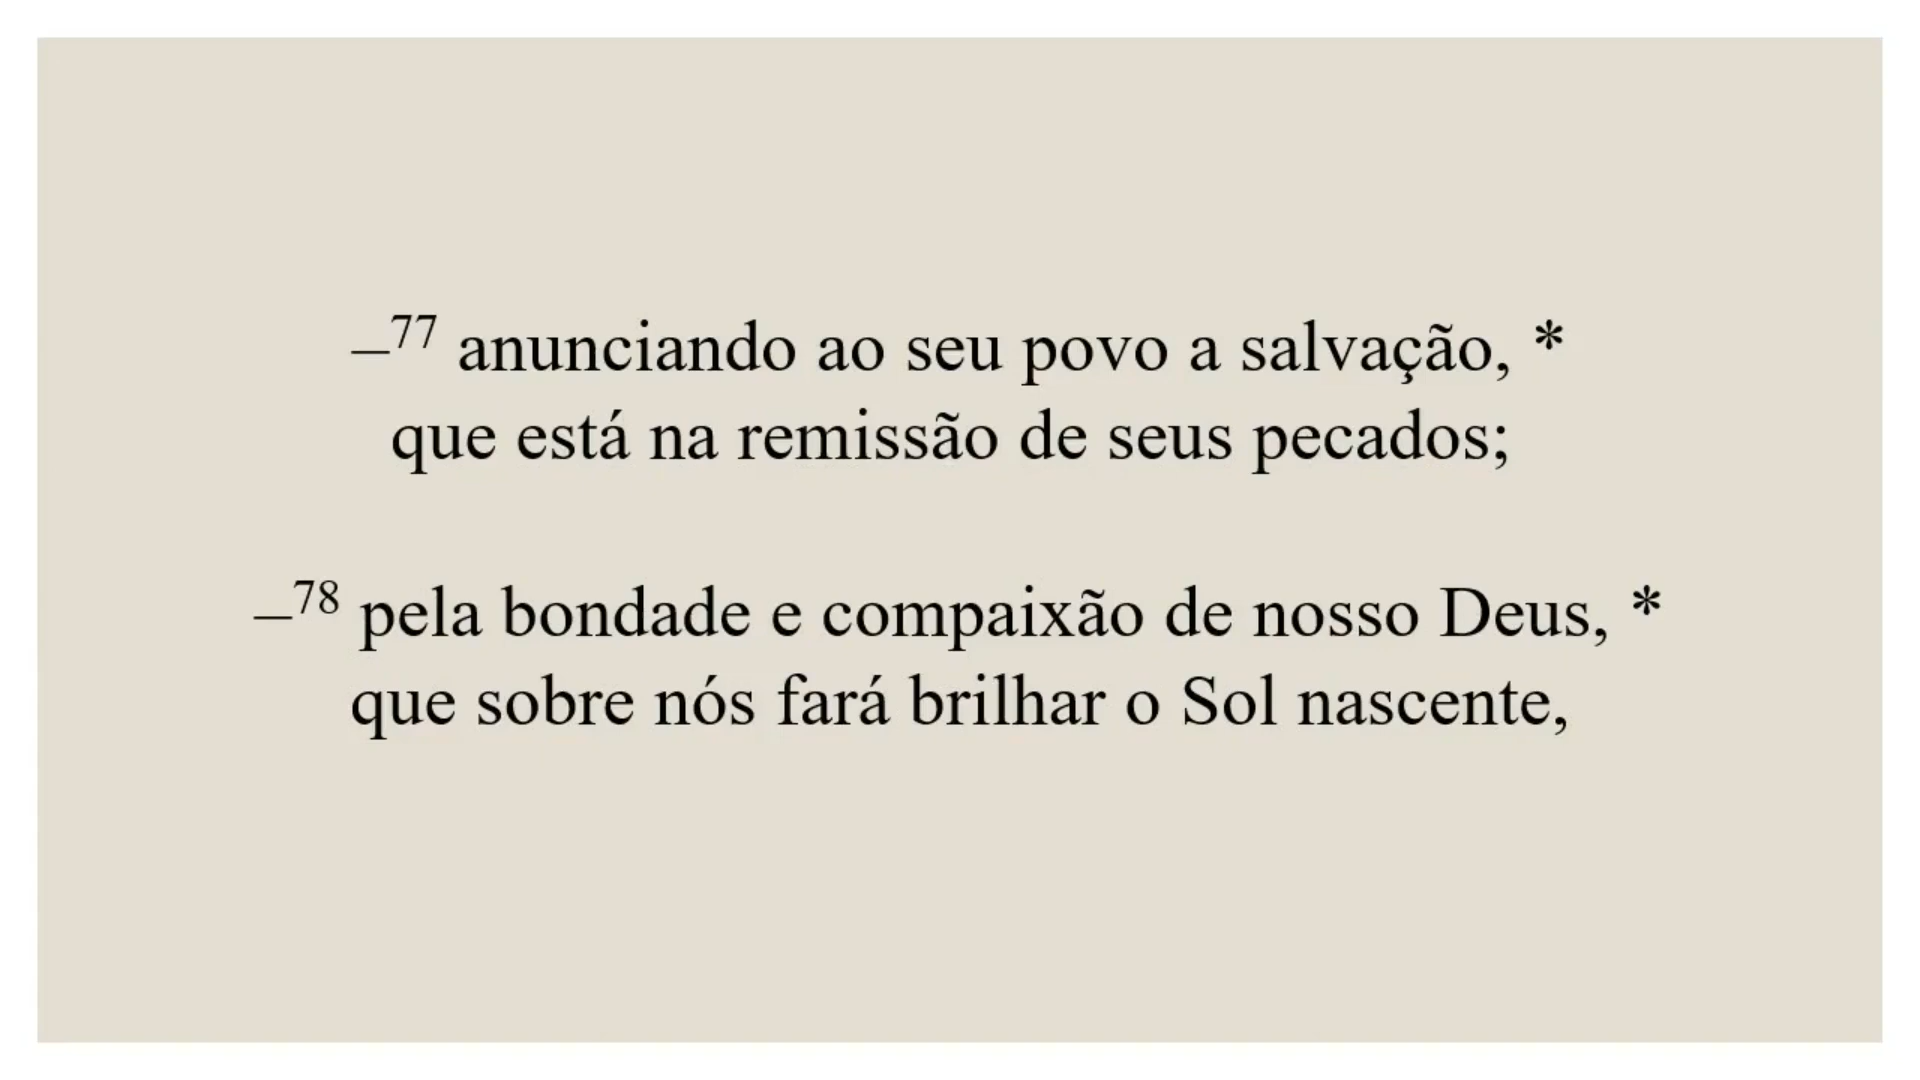 –77 anunciando ao seu povo a salvação, *
que está na remissão de seus pecados;
–78 pela bondade e compaixão de nosso Deus, *
que sobre nós fará brilhar o Sol nascente,